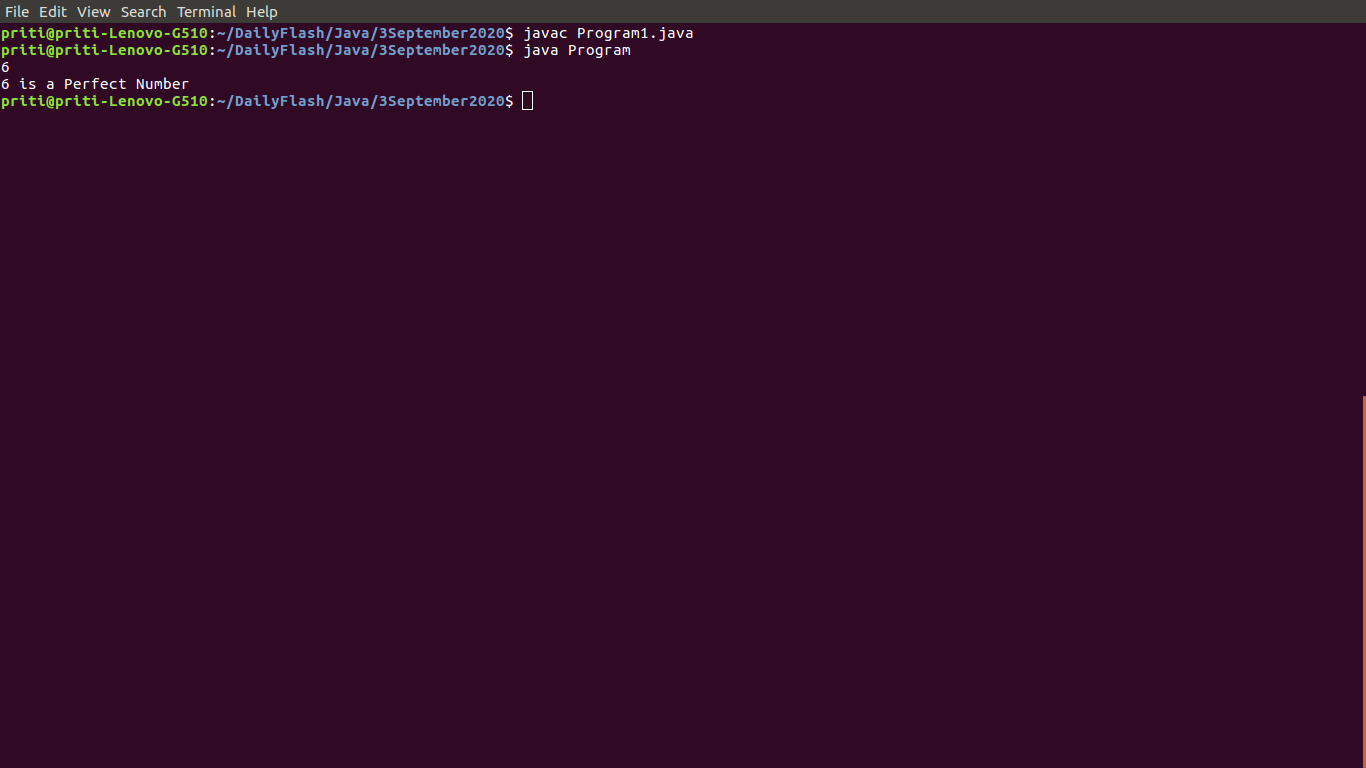 File Edit View Search Terminal Help
priti@priti-Lenovo-G510:~/DailyFlash/Java/3September2020$ javac Program1.java
priti@priti-Lenovo-G510:~/DailyFlash/Java/3September2020$ java Program
6
6 is a Perfect Number
priti@priti-Lenovo-G510:~/DailyFlash/Java/3September2020$